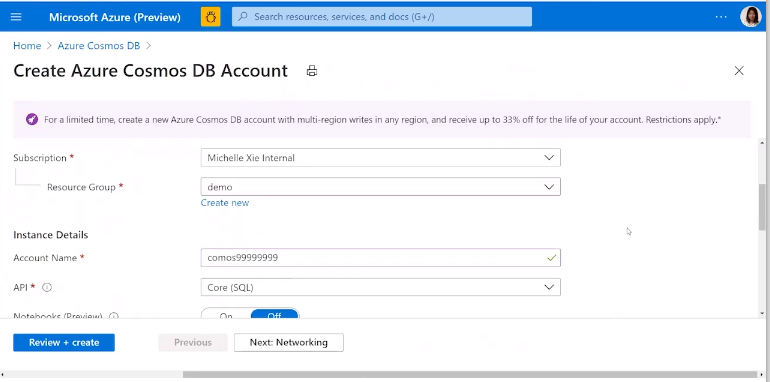 Microsoft Azure (Preview)
Search resources, services, and docs (G+/)
Home > Azure Cosmos DB >
Create Azure Cosmos DB Account
For a limited time, create a new Azure Cosmos DB account with multi-region writes in any region, and receive up to 33% off for the life of your account. Restrictions apply.*
Subscription * Michelle Xie Internal
Resource Group * demo
Create new
Instance Details
Account Name * comos99999999
API * Core (SQL)
Notebooks (Preview) On Off
Review + create Previous Next: Networking